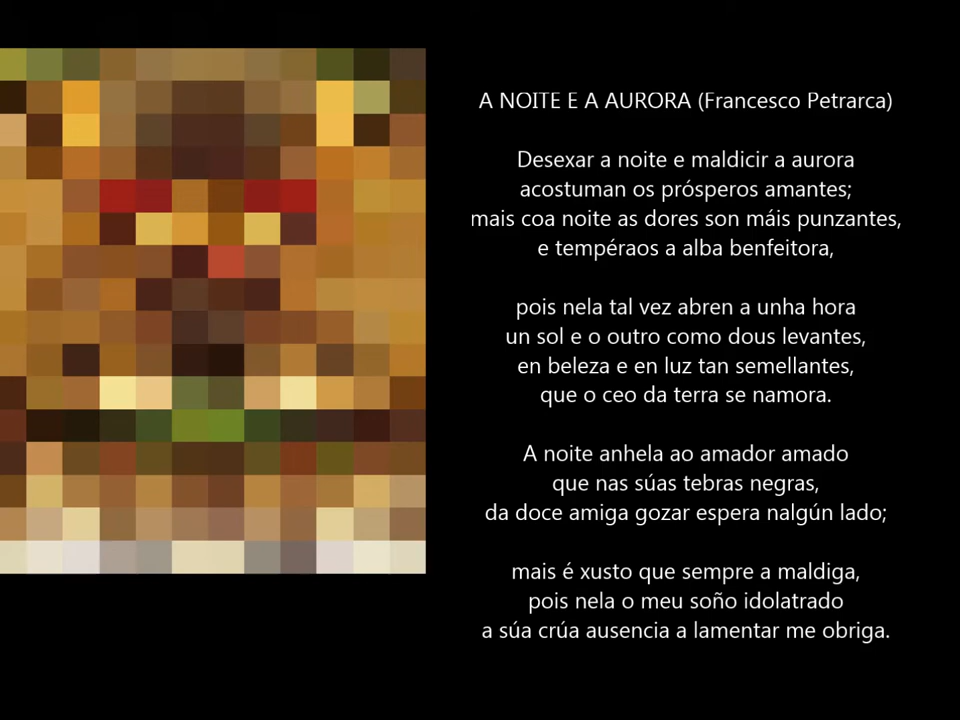 A NOITE E A AURORA (Francesco Petrarca)
Desexar a noite e maldicir a aurora
acostuman os prósperos amantes;
mais coa noite as dores son máis punzantes,
e tempéraos a alba benfeitora,
pois nela tal vez abren a unha hora
un sol e o outro como dous levantes,
en beleza e en luz tan semellantes,
que o ceo da terra se namora.
A noite anhela ao amador amado
que nas súas tebras negras,
da doce amiga gozar espera nalgún lado;
mais é xusto que sempre a maldiga,
pois nela o meu soño idolatrado
a súa crúa ausencia a lamentar me obriga.